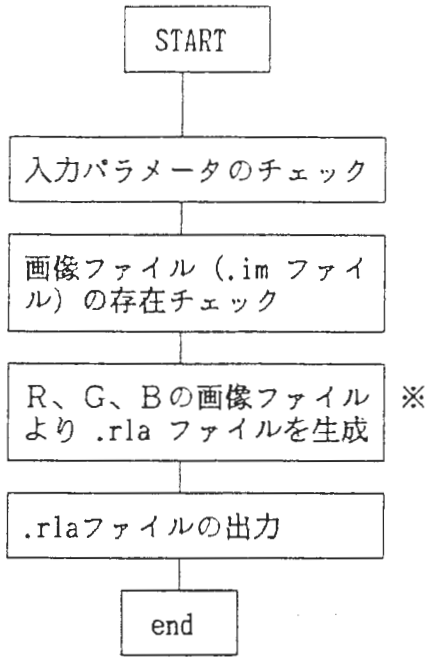 START
入力パラメータのチェック
画像ファイル（.im ファイ
ル）の存在チェック
R、G、Bの画像ファイル ※
より .rla ファイルを生成
.rlaファイルの出力
end